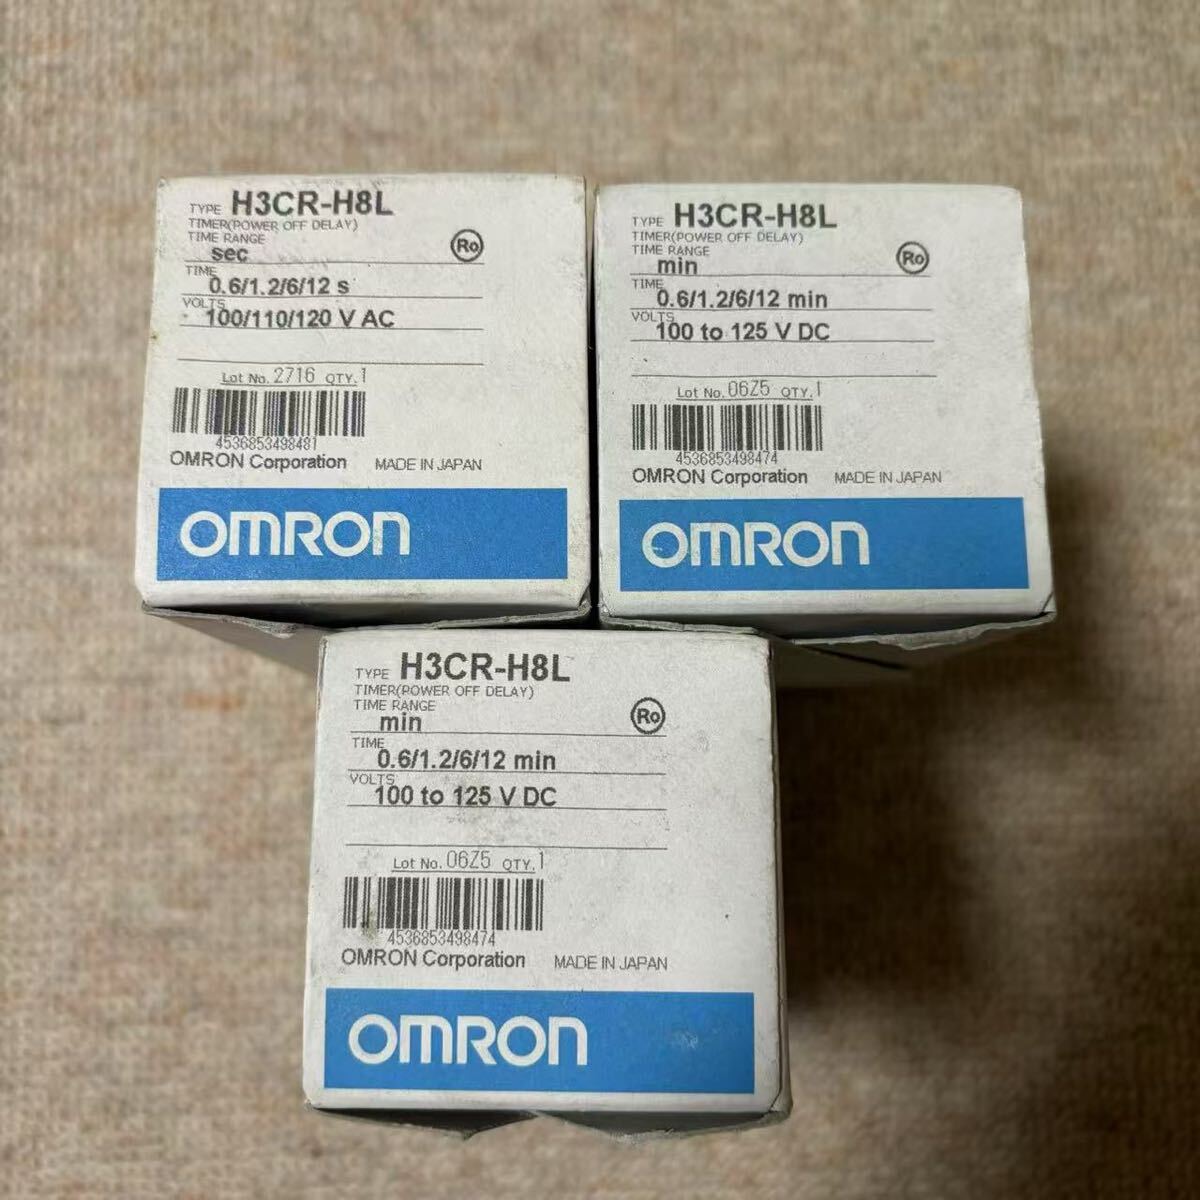 TYPE H3CR-H8L
TIMER(POWER OFF DELAY)
TIME RANGE
sec
Ro
TIME
0.6/1.2/6/12 s
VOLTS
100/110/120 V AC
Lot No. 2716 QTY. 1
4536853498481
OMRON Corporation MADE IN JAPAN
OMRON
TYPE H3CR-H8L
TIMER(POWER OFF DELAY)
TIME RANGE
min
Ro
TIME
0.6/1.2/6/12 min
VOLTS
100 to 125 V DC
Lot No. 06Z5 QTY. 1
4536853498474
OMRON Corporation MADE IN JAPAN
OMRON
TYPE H3CR-H8L
TIMER(POWER OFF DELAY)
TIME RANGE
min
Ro
TIME
0.6/1.2/6/12 min
VOLTS
100 to 125 V DC
Lot No. 06Z5 QTY. 1
4536853498474
OMRON Corporation MADE IN JAPAN
OMRON